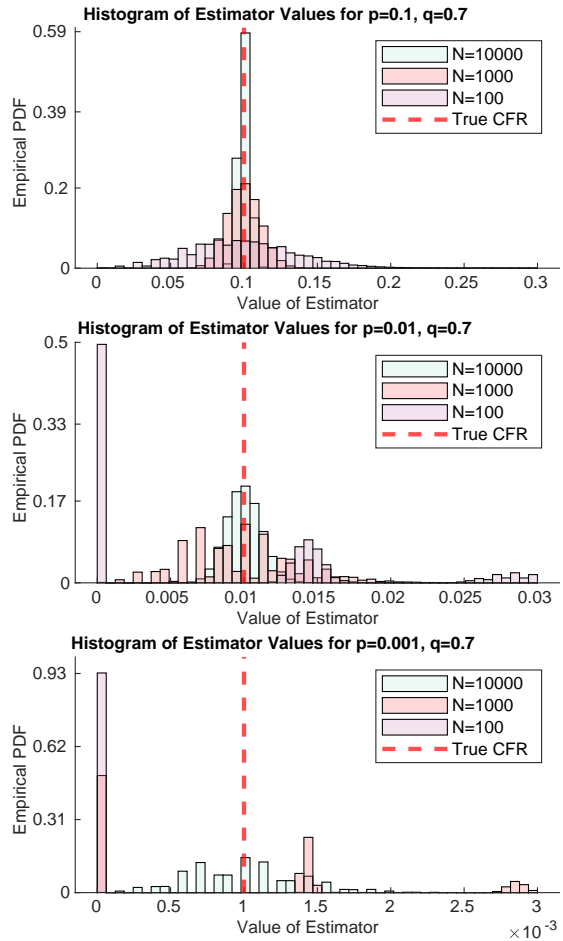 Histogram of Estimator Values for p=0.1, q=0.7
0.59
0.39
0.2
0
Empirical PDF
N=10000
N=1000
N=100
True CFR
0 0.05 0.1 0.15 0.2 0.25 0.3
Value of Estimator
Histogram of Estimator Values for p=0.01, q=0.7
0.5
0.33
0.17
0
Empirical PDF
N=10000
N=1000
N=100
True CFR
0 0.005 0.01 0.015 0.02 0.025 0.03
Value of Estimator
Histogram of Estimator Values for p=0.001, q=0.7
0.93
0.62
0.31
0
Empirical PDF
N=10000
N=1000
N=100
True CFR
0 0.5 1 1.5 2 2.5 3
Value of Estimator
×10⁻³